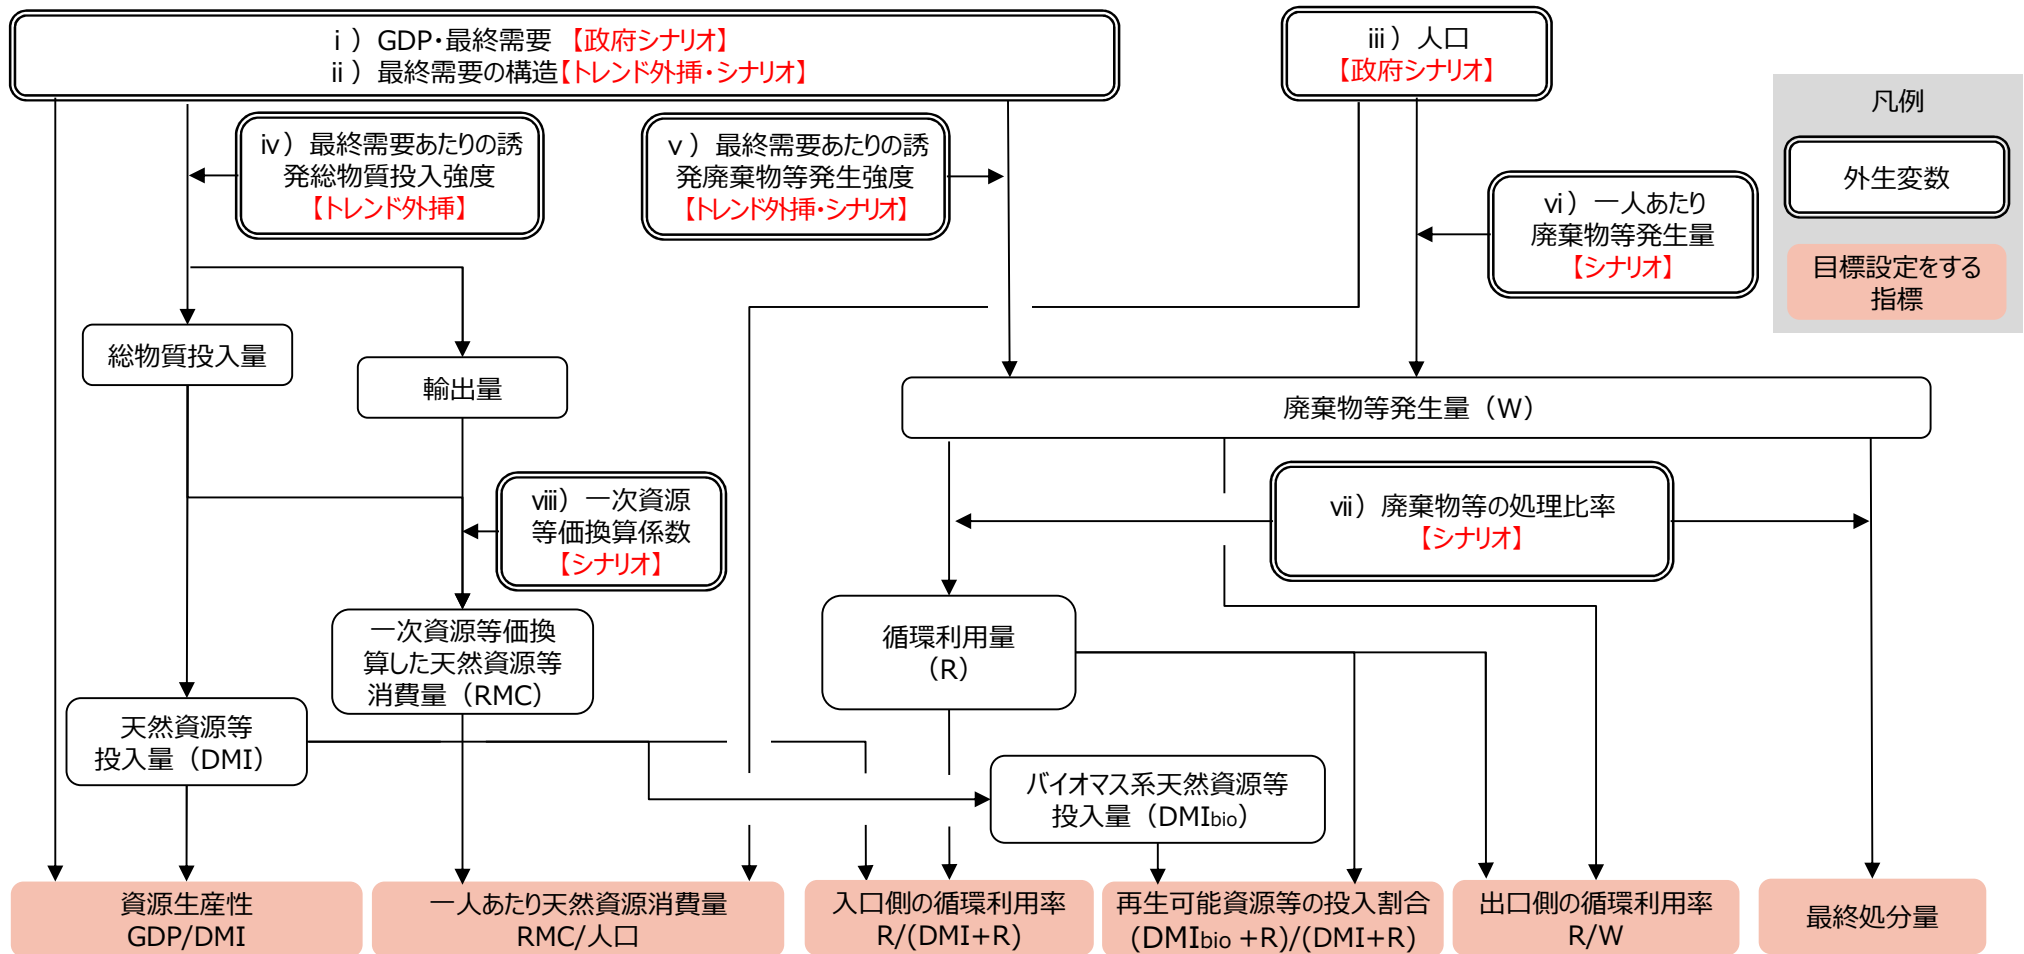 ⅰ）GDP・最終需要 【政府シナリオ】
ⅱ）最終需要の構造【トレンド外挿・シナリオ】
ⅲ）人口
【政府シナリオ】
凡例
外生変数
目標設定をする
指標
ⅳ）最終需要あたりの誘
発総物質投入強度
【トレンド外挿】
ⅴ）最終需要あたりの誘
発廃棄物等発生強度
【トレンド外挿・シナリオ】
ⅵ）一人あたり
廃棄物等発生量
【シナリオ】
総物質投入量
輸出量
廃棄物等発生量（W）
ⅷ）一次資源
等価換算係数
【シナリオ】
ⅶ）廃棄物等の処理比率
【シナリオ】
一次資源等価換
算した天然資源等
消費量（RMC）
循環利用量
（R）
天然資源等
投入量（DMI）
バイオマス系天然資源等
投入量（DMIbio）
資源生産性
GDP/DMI
一人あたり天然資源消費量
RMC/人口
入口側の循環利用率
R/(DMI+R)
再生可能資源等の投入割合
(DMIbio +R)/(DMI+R)
出口側の循環利用率
R/W
最終処分量